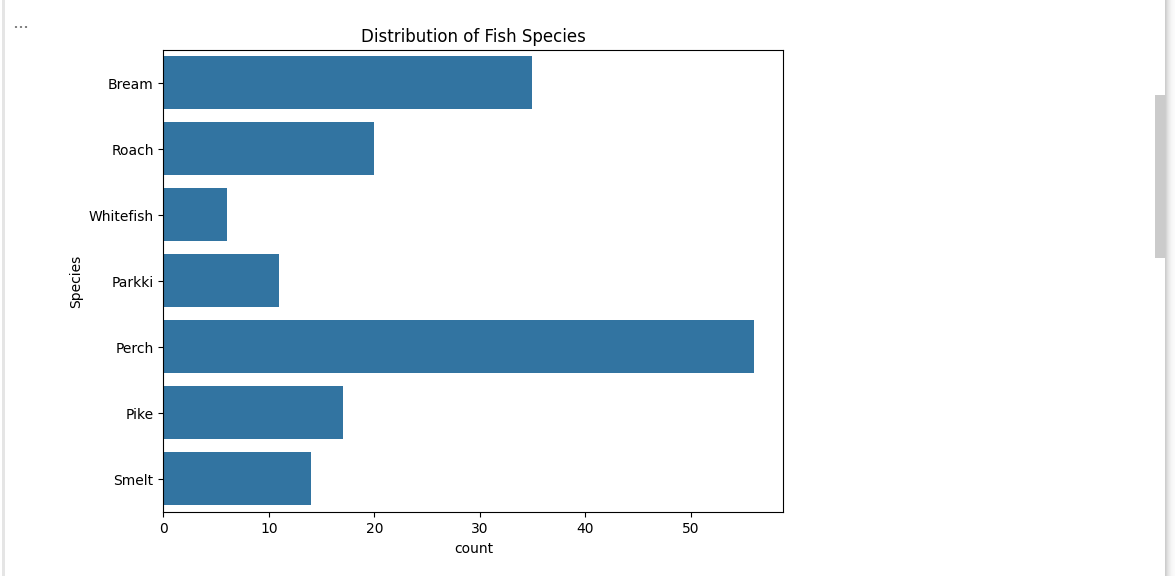 ...
Distribution of Fish Species
Bream
Roach
Whitefish
Parkki
Perch
Pike
Smelt
Species
0 10 20 30 40 50
count